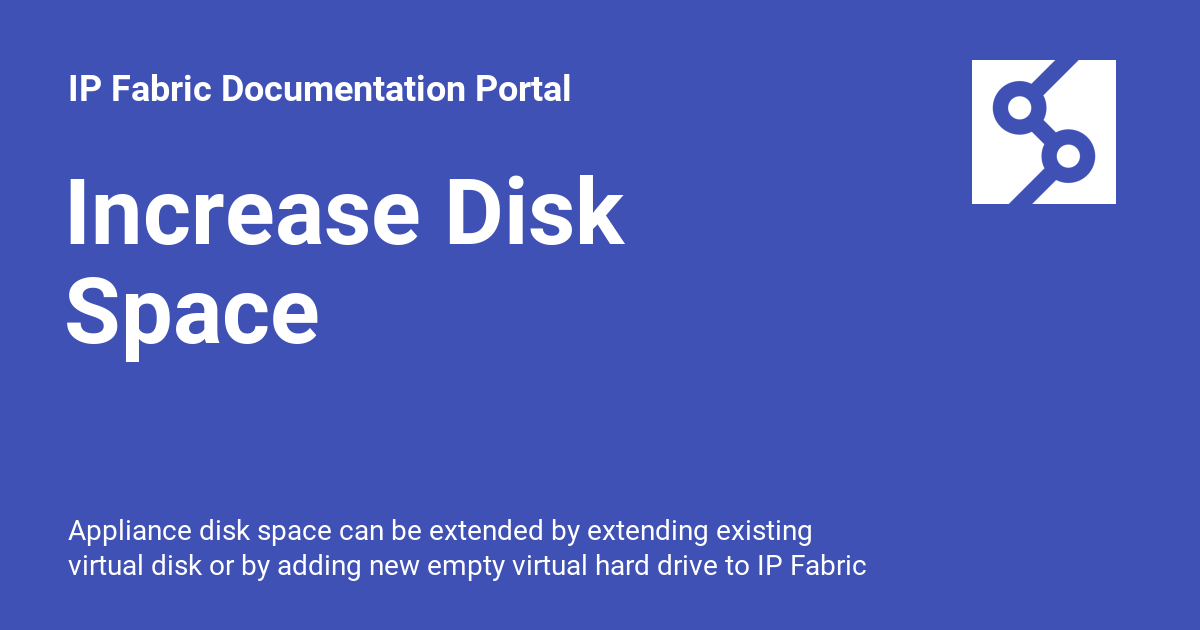 IP Fabric Documentation Portal
Increase Disk
Space
Appliance disk space can be extended by extending existing
virtual disk or by adding new empty virtual hard drive to IP Fabric